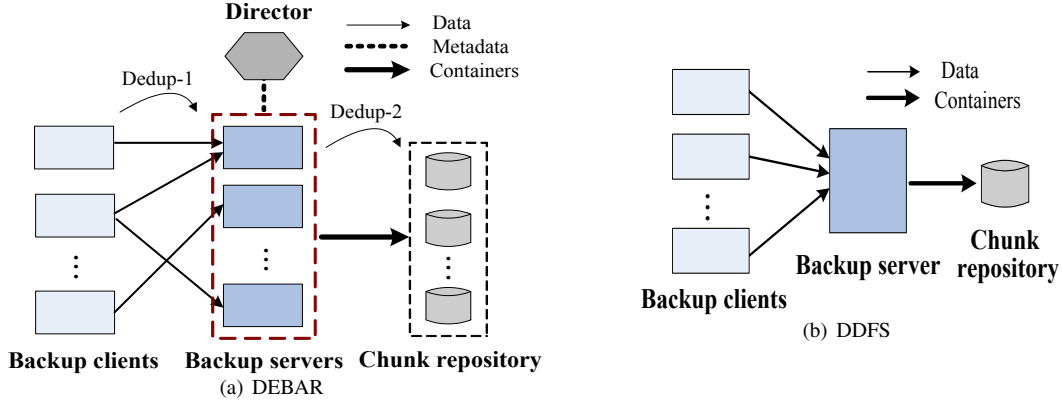 Director
Data
Metadata
Containers
Dedup-1
Dedup-2
Backup clients
Backup servers
Chunk repository
(a) DEBAR
Data
Containers
Backup clients
Backup server
Chunk
repository
(b) DDFS